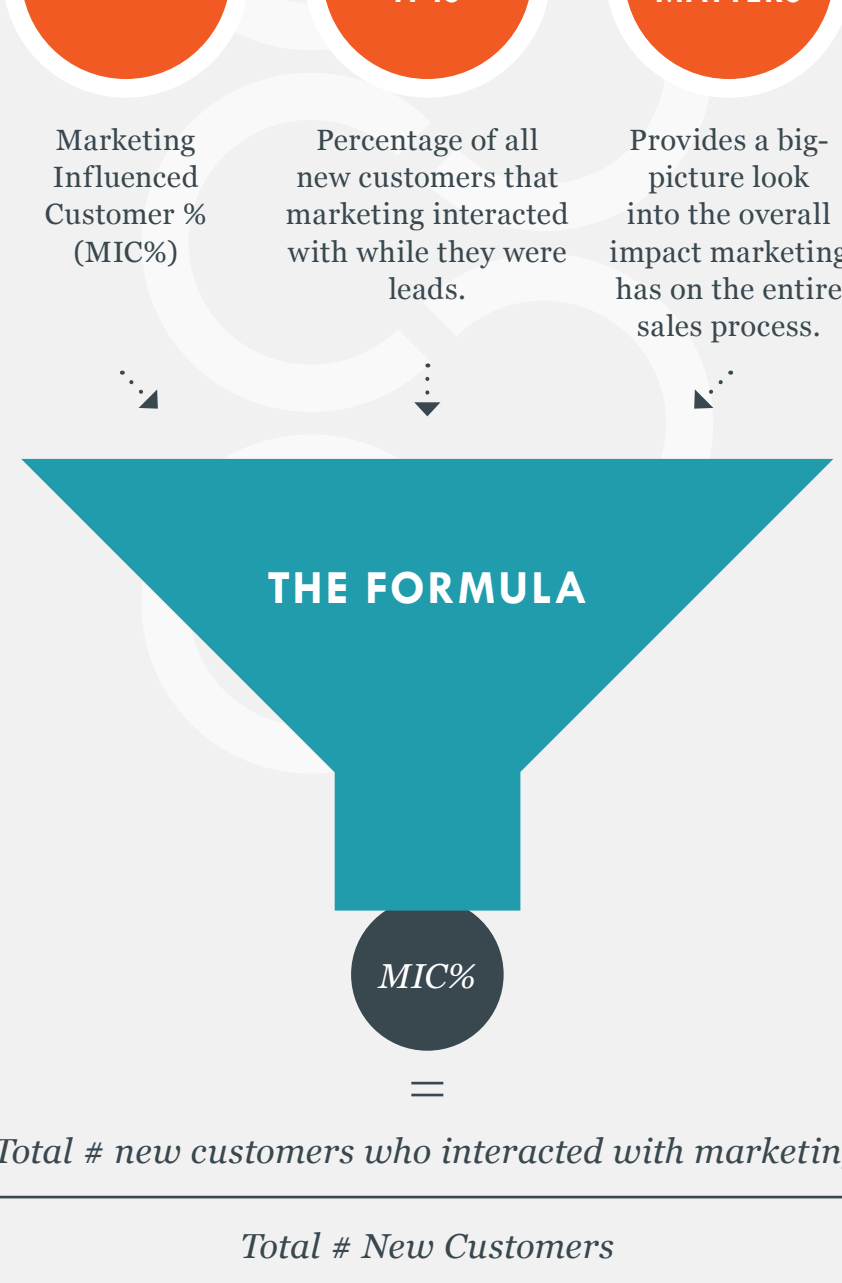 Marketing
Influenced
Customer %
(MIC%)
Percentage of all
new customers that
marketing interacted
with while they were
leads.
Provides a big-
picture look
into the overall
impact marketing
has on the entire
sales process.
THE FORMULA
MIC%
=
Total # new customers who interacted with marketin
Total # New Customers